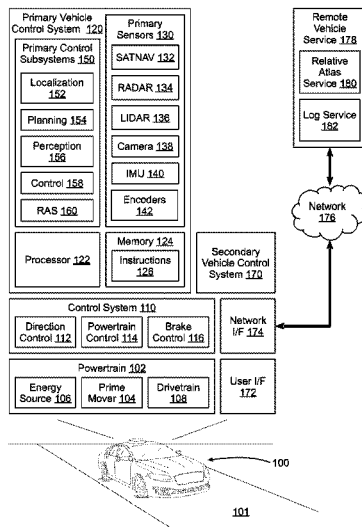 Primary Vehicle
Control System 120
Primary Control
Subsystems 150
Localization
152
Planning 154
Perception
156
Control 158
RAS 160
Processor
122
Primary
Sensors 130
SATNAV 132
RADAR 134
LIDAR 136
Camera 138
IMU 140
Encoders
142
Memory 124
Instructions
126
Secondary
Vehicle Control
System 170
Remote
Vehicle
Service 178
Relative
Atlas
Service 180
Log Service
182
Network
176
Control System 110
Direction
Control 112
Powertrain
Control 114
Brake
Control 116
Network
I/F 174
Powertrain 102
Energy
Source 106
Prime
Mover 104
Drivetrain
108
User I/F
172
100
101